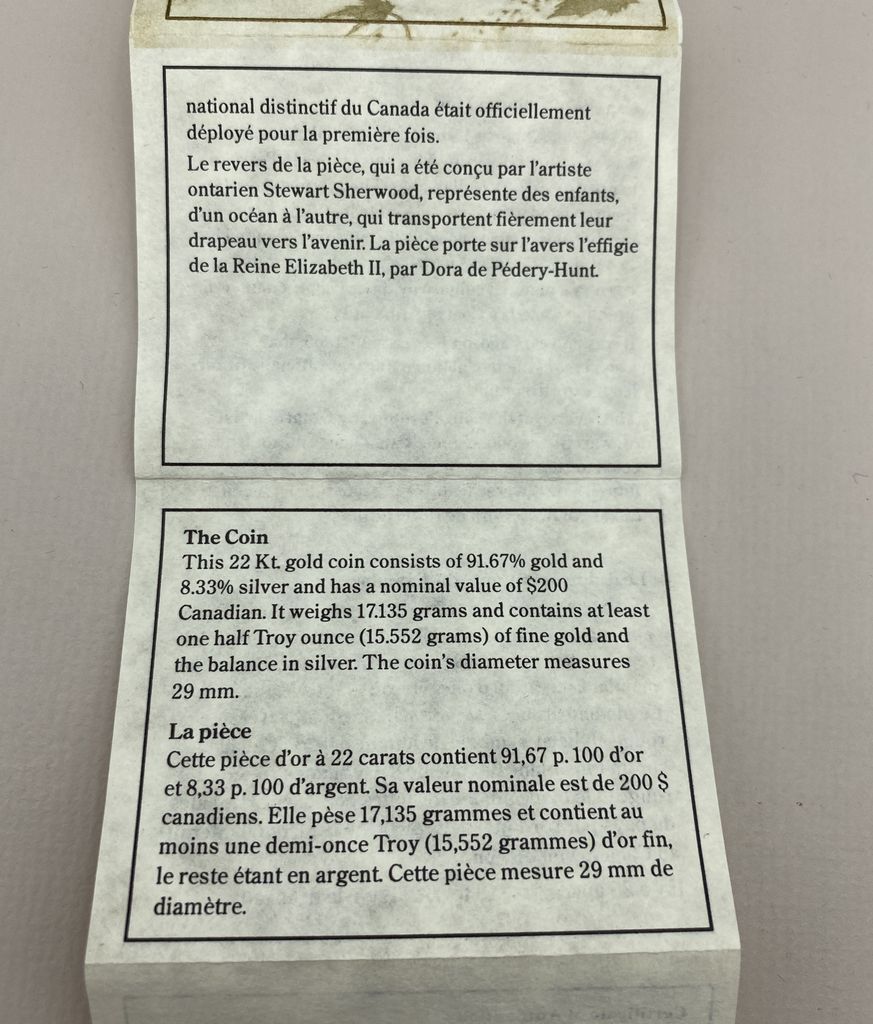 national distinctif du Canada était officiellement
déployé pour la première fois.
Le revers de la pièce, qui a été conçu par l'artiste
ontarien Stewart Sherwood, représente des enfants,
d'un océan à l'autre, qui transportent fièrement leur
drapeau vers l'avenir. La pièce porte sur l'avers l'effigie
de la Reine Elizabeth II, par Dora de Pédery-Hunt.
The Coin
This 22 Kt. gold coin consists of 91.67% gold and
8.33% silver and has a nominal value of $200
Canadian. It weighs 17.135 grams and contains at least
one half Troy ounce (15.552 grams) of fine gold and
the balance in silver. The coin's diameter measures
29 mm.
La pièce
Cette pièce d'or à 22 carats contient 91,67 p. 100 d'or
et 8,33 p. 100 d'argent. Sa valeur nominale est de 200 $
canadiens. Elle pèse 17,135 grammes et contient au
moins une demi-once Troy (15,552 grammes) d'or fin,
le reste étant en argent. Cette pièce mesure 29 mm de
diamètre.